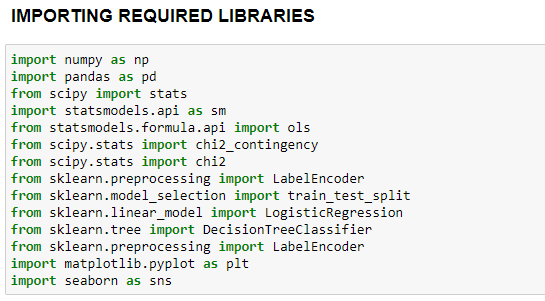 IMPORTING REQUIRED LIBRARIES
import numpy as np
import pandas as pd
from scipy import stats
import statsmodels.api as sm
from statsmodels.formula.api import ols
from scipy.stats import chi2_contingency
from scipy.stats import chi2
from sklearn.preprocessing import LabelEncoder
from sklearn.model_selection import train_test_split
from sklearn.linear_model import LogisticRegression
from sklearn.tree import DecisionTreeClassifier
from sklearn.preprocessing import LabelEncoder
import matplotlib.pyplot as plt
import seaborn as sns